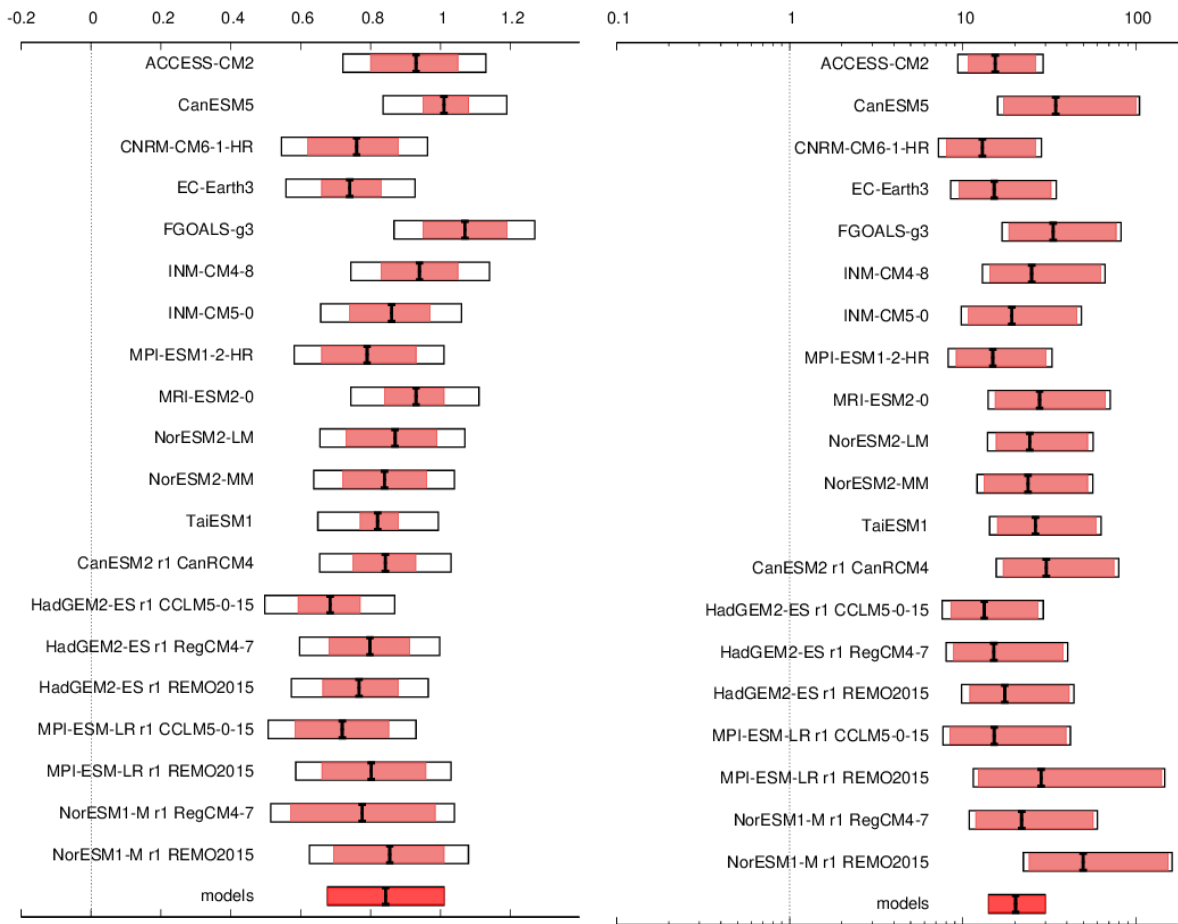 -0.2 0 0.2 0.4 0.6 0.8 1 1.2
ACCESS-CM2
CanESM5
CNRM-CM6-1-HR
EC-Earth3
FGOALS-g3
INM-CM4-8
INM-CM5-0
MPI-ESM1-2-HR
MRI-ESM2-0
NorESM2-LM
NorESM2-MM
TaiESM1
CanESM2 r1 CanRCM4
HadGEM2-ES r1 CCLM5-0-15
HadGEM2-ES r1 RegCM4-7
HadGEM2-ES r1 REMO2015
MPI-ESM-LR r1 CCLM5-0-15
MPI-ESM-LR r1 REMO2015
NorESM1-M r1 RegCM4-7
NorESM1-M r1 REMO2015
models
0.1 1 10 100
ACCESS-CM2
CanESM5
CNRM-CM6-1-HR
EC-Earth3
FGOALS-g3
INM-CM4-8
INM-CM5-0
MPI-ESM1-2-HR
MRI-ESM2-0
NorESM2-LM
NorESM2-MM
TaiESM1
CanESM2 r1 CanRCM4
HadGEM2-ES r1 CCLM5-0-15
HadGEM2-ES r1 RegCM4-7
HadGEM2-ES r1 REMO2015
MPI-ESM-LR r1 CCLM5-0-15
MPI-ESM-LR r1 REMO2015
NorESM1-M r1 RegCM4-7
NorESM1-M r1 REMO2015
models